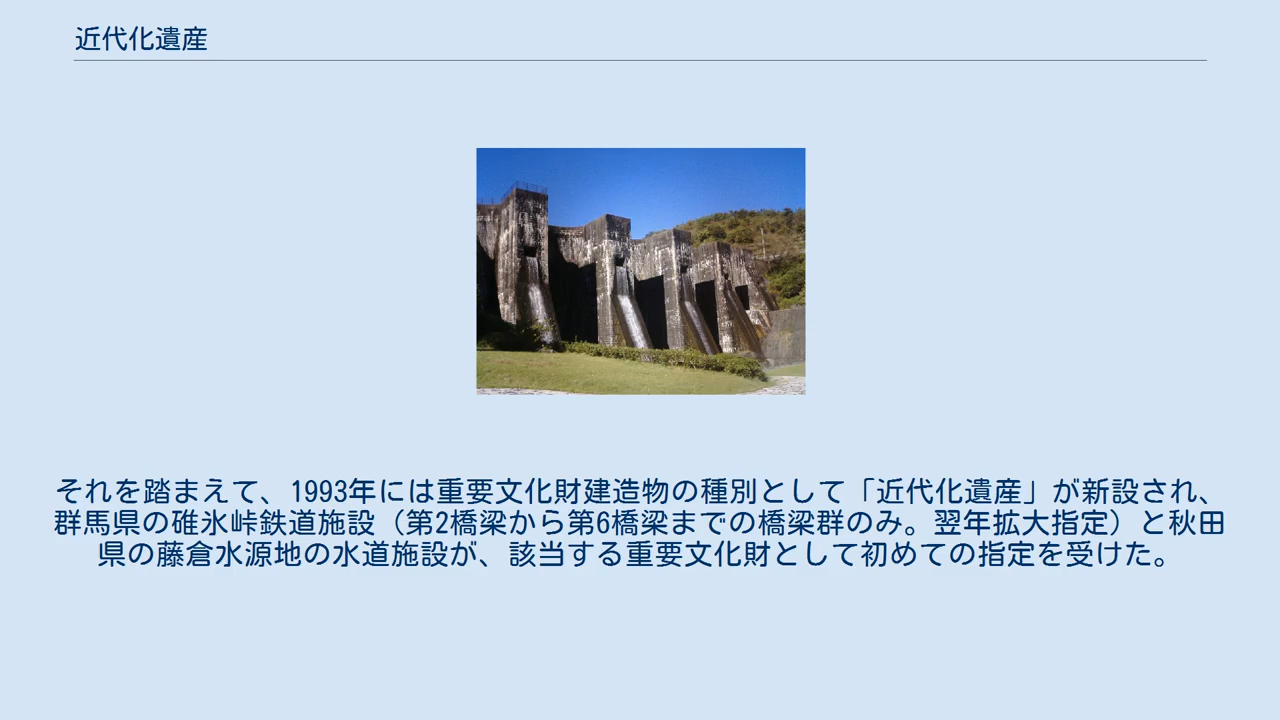 近代化遺産
それを踏まえて、1993年には重要文化財建造物の種別として「近代化遺産」が新設され、
群馬県の碓氷峠鉄道施設（第2橋梁から第6橋梁までの橋梁群のみ。翌年拡大指定）と秋田
県の藤倉水源地の水道施設が、該当する重要文化財として初めての指定を受けた。